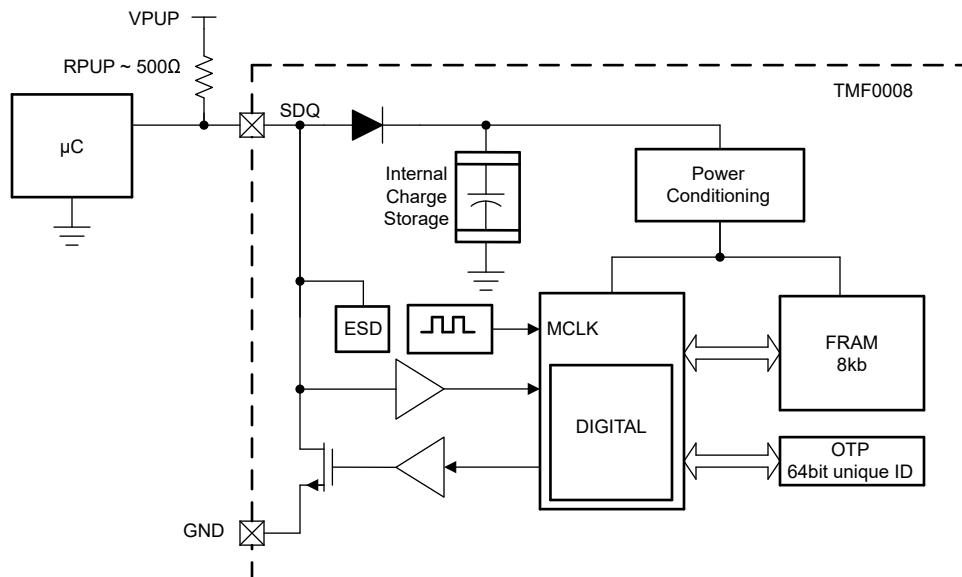 VPUP
RPUP ~ 500Ω
TMF0008
SDQ
µC
Internal
Charge
Storage
Power
Conditioning
ESD
MCLK
FRAM
8kb
DIGITAL
OTP
64bit unique ID
GND